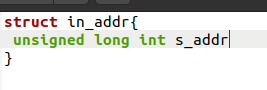 struct in_addr{
unsigned long int s_addr
}